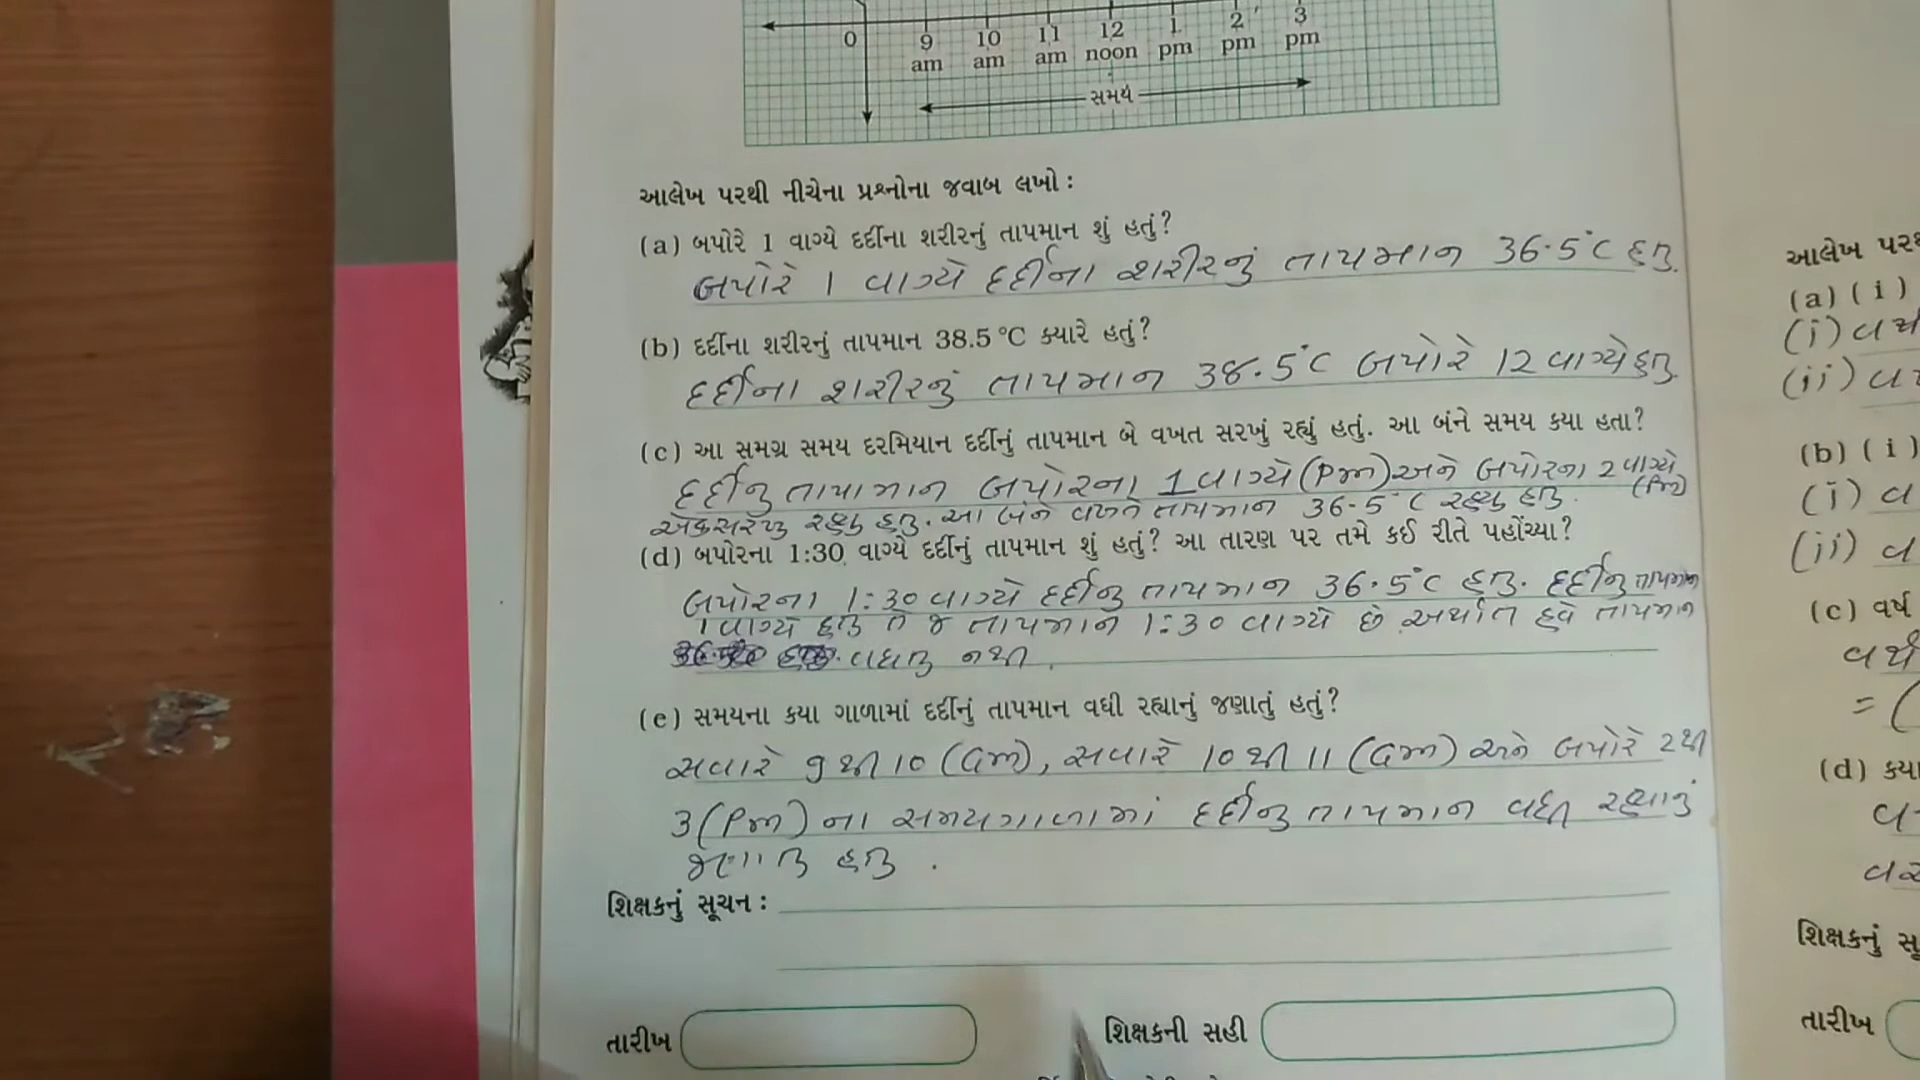 0 9 10 11 12 1 2 3
am am am noon pm pm pm
સમય
આલેખ પરથી નીચેના પ્રશ્નોના જવાબ લખો :
(a) બપોરે 1 વાગ્યે દર્દીના શરીરનું તાપમાન શું હતું?
બપોરે 1 વાગ્યે દર્દીના શરીરનું તાપમાન 36.5°C હતુ.
(b) દર્દીના શરીરનું તાપમાન 38.5 °C ક્યારે હતું?
દર્દીના શરીરનું તાપમાન 38.5°C બપોરે 12 વાગ્યે હતુ.
(c) આ સમગ્ર સમય દરમિયાન દર્દીનું તાપમાન બે વખત સરખું રહ્યું હતું. આ બંને સમય કયા હતા?
દર્દીનુ તાપામાન બપોરના 1 વાગ્યે (Pm) અને બપોરના 2 વાગ્યે (Pm)
એકસરખુ રહ્યુ હતુ. આ બંને વખતે તાપમાન 36.5°C રહ્યુ હતુ.
(d) બપોરના 1:30 વાગ્યે દર્દીનું તાપમાન શું હતું? આ તારણ પર તમે કઈ રીતે પહોંચ્યા?
બપોરના 1:30 વાગ્યે દર્દીનુ તાપમાન 36.5°C હતુ. દર્દીનુ તાપમાન
1 વાગ્યે હતુ તે જ તાપમાન 1:30 વાગ્યે છે અર્થાત હવે તાપમાન
વધતુ નથી.
(e) સમયના કયા ગાળામાં દર્દીનું તાપમાન વધી રહ્યાનું જણાતું હતું?
સવારે 9 થી 10 (am), સવારે 10 થી 11 (am) અને બપોરે 2 થી
3 (Pm) ના સમયગાળામાં દર્દીનુ તાપમાન વધી રહ્યાનું
જણાતુ હતુ.
શિક્ષકનું સૂચન :
તારીખ શિક્ષકની સહી
આલેખ પરથ
(a) ( i )
(i)
(ii)
(b) ( i )
(i)
(ii)
(c) વર્ષ
= (
(d) કયા
શિક્ષકનું સૂ
તારીખ